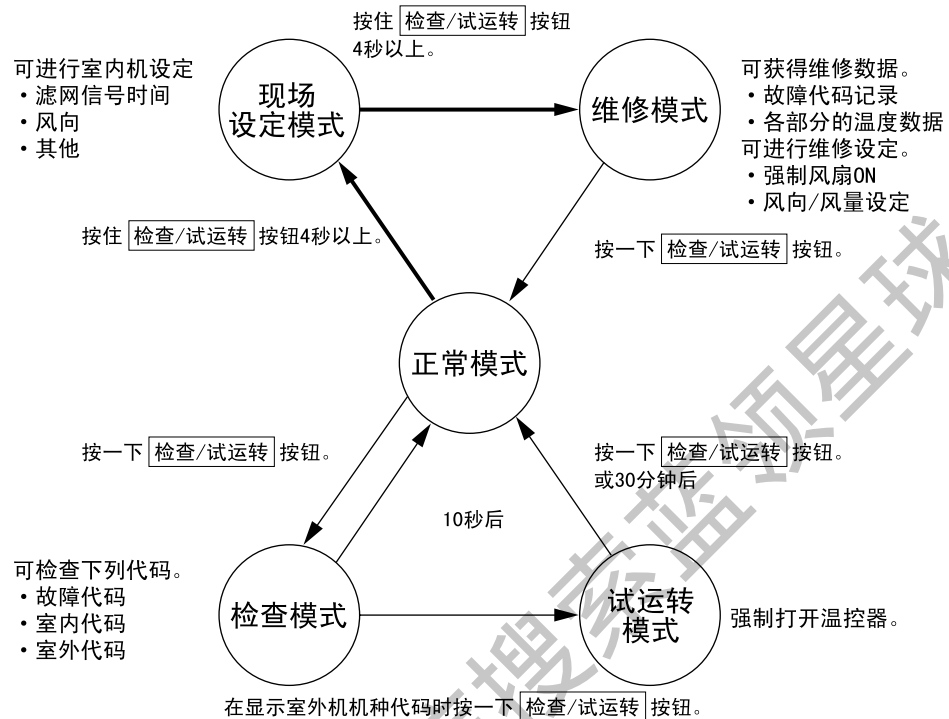 按住 检查/试运转 按钮
4秒以上。
可进行室内机设定
・滤网信号时间
・风向
・其他
现场
设定模式
维修模式
可获得维修数据。
・故障代码记录
・各部分的温度数据
可进行维修设定。
・强制风扇ON
・风向/风量设定
按住 检查/试运转 按钮4秒以上。
按一下 检查/试运转 按钮。
正常模式
按一下 检查/试运转 按钮。
按一下 检查/试运转 按钮。
或30分钟后
10秒后
可检查下列代码。
・故障代码
・室内代码
・室外代码
检查模式
试运转
模式
强制打开温控器。
在显示室外机机种代码时按一下 检查/试运转 按钮。
搜索蓝领星球